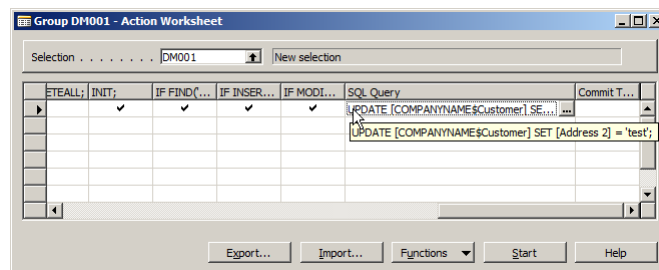 Group DM001 - Action Worksheet
Selection . . . . . . . . DM001 New selection
ETEALL; INIT; IF FIND('... IF INSER... IF MODI... SQL Query Commit T...
UPDATE [COMPANYNAME$Customer] SE... ...
UPDATE [COMPANYNAME$Customer] SET [Address 2] = 'test';
Export... Import... Functions Start Help